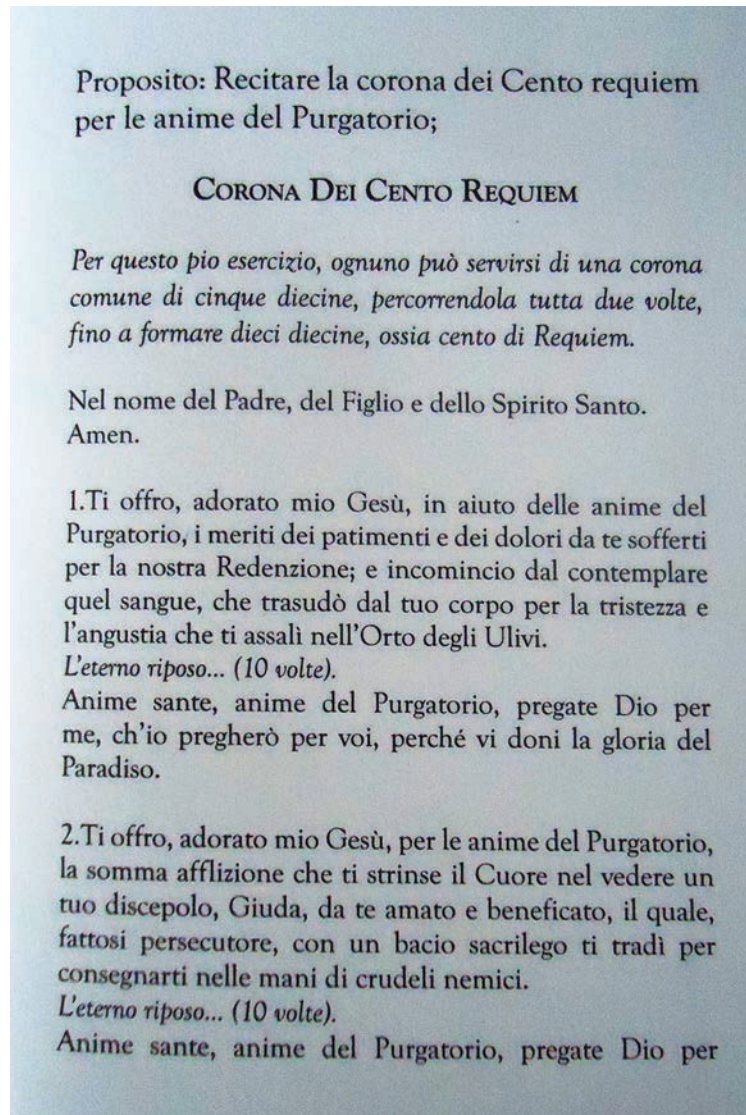 Proposito: Recitare la corona dei Cento requiem
per le anime del Purgatorio;
CORONA DEI CENTO REQUIEM
Per questo pio esercizio, ognuno può servirsi di una corona
comune di cinque diecine, percorrendola tutta due volte,
fino a formare dieci diecine, ossia cento di Requiem.
Nel nome del Padre, del Figlio e dello Spirito Santo.
Amen.
1.Ti offro, adorato mio Gesù, in aiuto delle anime del
Purgatorio, i meriti dei patimenti e dei dolori da te sofferti
per la nostra Redenzione; e incomincio dal contemplare
quel sangue, che trasudò dal tuo corpo per la tristezza e
l'angustia che ti assalì nell'Orto degli Ulivi.
L'eterno riposo... (10 volte).
Anime sante, anime del Purgatorio, pregate Dio per
me, ch'io pregherò per voi, perché vi doni la gloria del
Paradiso.
2.Ti offro, adorato mio Gesù, per le anime del Purgatorio,
la somma afflizione che ti strinse il Cuore nel vedere un
tuo discepolo, Giuda, da te amato e beneficato, il quale,
fattosi persecutore, con un bacio sacrilego ti tradì per
consegnarti nelle mani di crudeli nemici.
L'eterno riposo... (10 volte).
Anime sante, anime del Purgatorio, pregate Dio per